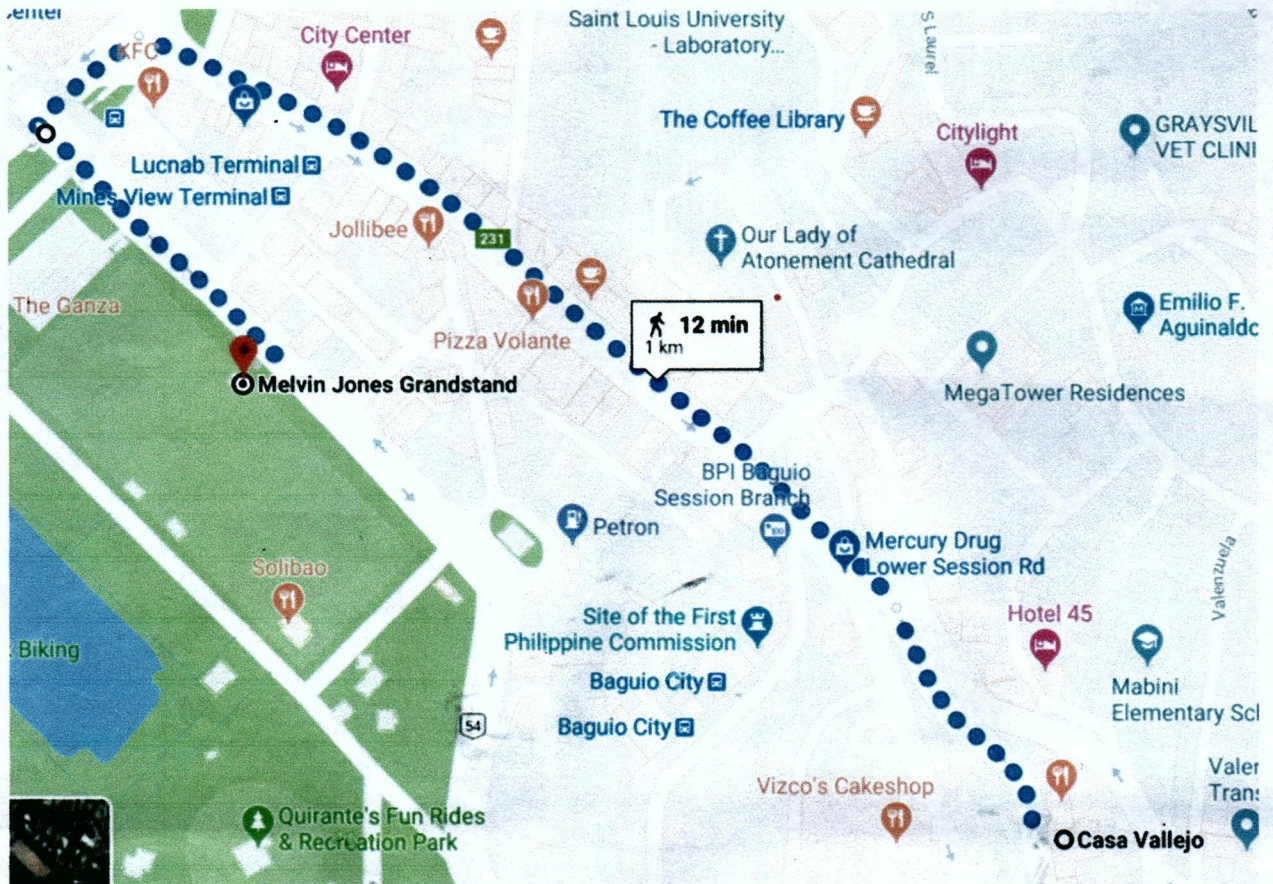 Center
KFC
City Center
Saint Louis University
- Laboratory...
S Laurel
The Coffee Library
Citylight
GRAYSVIL
VET CLINI
Lucnab Terminal
Mines View Terminal
Jollibee
231
Our Lady of
Atonement Cathedral
The Ganza
Pizza Volante
12 min
1 km
Emilio F.
Aguinaldo
MegaTower Residences
Melvin Jones Grandstand
BPI Baguio
Session Branch
Petron
Mercury Drug
Lower Session Rd
Solibao
Site of the First
Philippine Commission
Hotel 45
Valenzuela
Biking
Baguio City
Mabini
Elementary Scl
54
Baguio City
Vizco's Cakeshop
Valer
Trans
Quirante's Fun Rides
& Recreation Park
Casa Vallejo